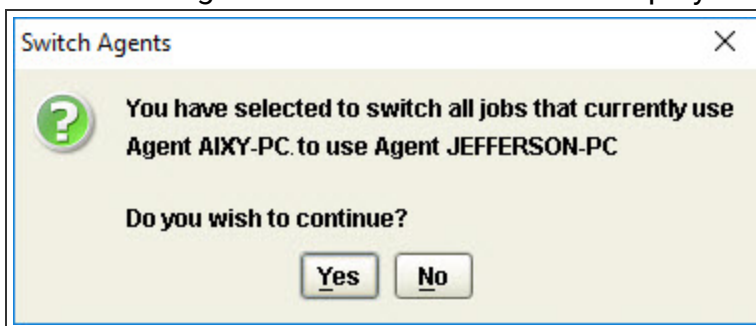 Switch Agents
You have selected to switch all jobs that currently use
Agent AIXY-PC. to use Agent JEFFERSON-PC
Do you wish to continue?
Yes No